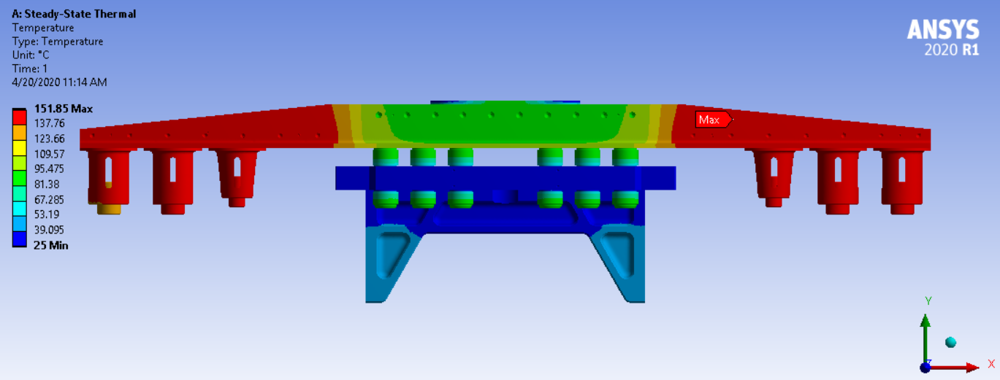 A: Steady-State Thermal
Temperature
Type: Temperature
Unit: °C
Time: 1
4/20/2020 11:14 AM
ANSYS
2020 R1
151.85 Max
137.76
123.66
109.57
95.475
81.38
67.285
53.19
39.095
25 Min
Max
Y
Z
X